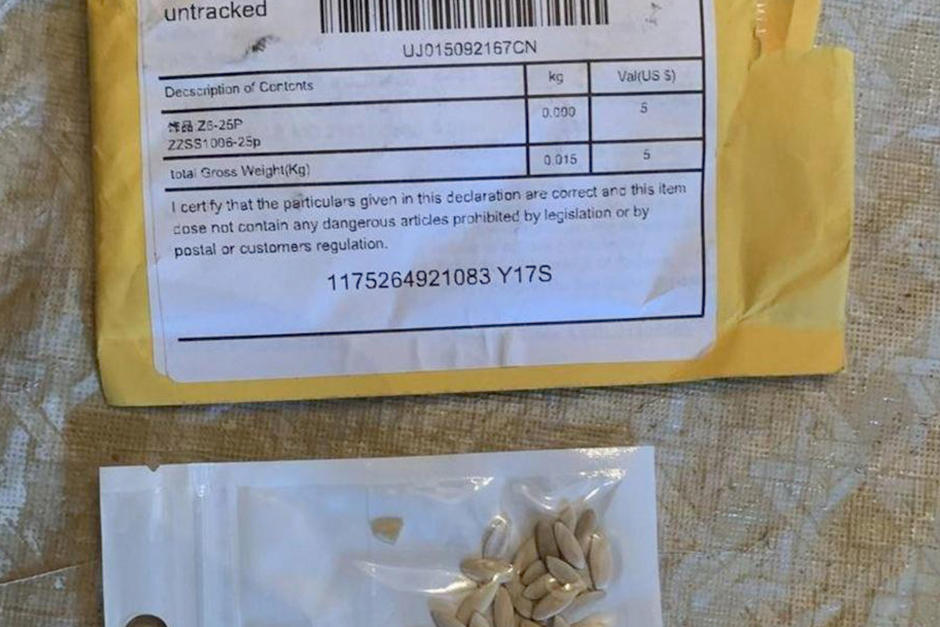 untracked
UJ015092167CN
Decscription of Contents kg Val(US $)
饰品 Z6-25P 0.000 5
ZZSS1006-25p
total Gross Weight(Kg) 0.015 5
I certify that the particulars given in this declaration are correct and this item
dose not contain any dangerous articles prohibited by legislation or by
postal or customers regulation.
1175264921083 Y17S